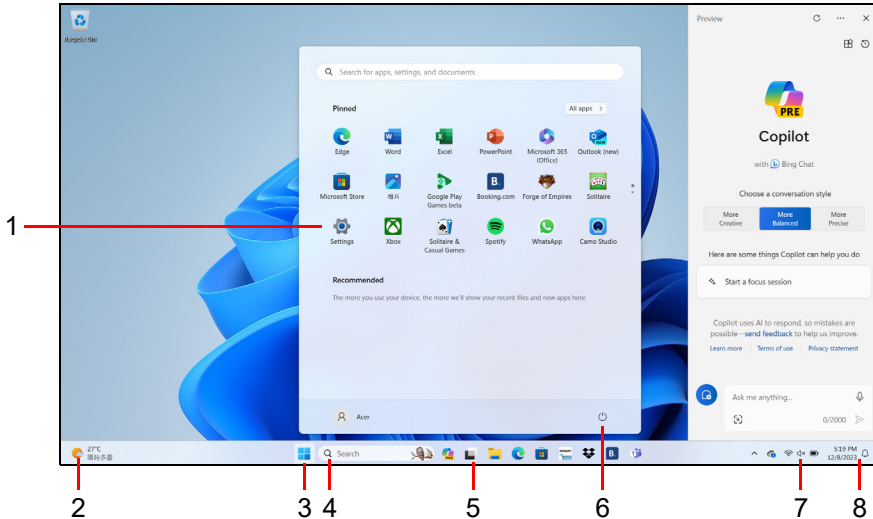 Recycle Bin
Preview
Search for apps, settings, and documents
Pinned
All apps >
Edge
Word
Excel
PowerPoint
Microsoft 365 (Office)
Outlook (new)
Microsoft Store
相片
Google Play Games beta
Booking.com
Forge of Empires
Solitaire
Settings
Xbox
Solitaire & Casual Games
Spotify
WhatsApp
Camo Studio
Recommended
The more you use your device, the more we'll show your recent files and new apps here.
Acer
PRE
Copilot
with b Bing Chat
Choose a conversation style
More Creative
More Balanced
More Precise
Here are some things Copilot can help you do
Start a focus session
Copilot uses AI to respond, so mistakes are
possible—send feedback to help us improve.
Learn more
Terms of use
Privacy statement
Ask me anything...
0/2000
27°C
晴時多雲
Search
B
5:19 PM
12/8/2023
1
2
3
4
5
6
7
8